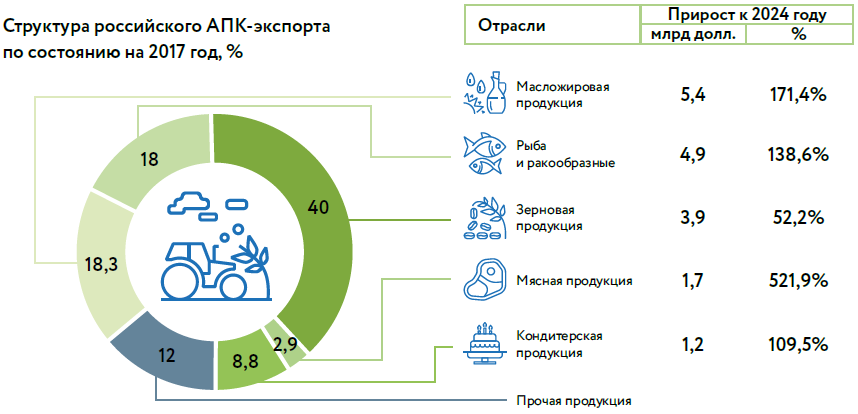 Структура российского АПК-экспорта
по состоянию на 2017 год, %
Отрасли
Прирост к 2024 году
млрд долл.
%
Масложировая
продукция
5,4
171,4%
Рыба
и ракообразные
4,9
138,6%
Зерновая
продукция
3,9
52,2%
Мясная продукция
1,7
521,9%
Кондитерская
продукция
1,2
109,5%
Прочая продукция
18
40
18,3
2,9
12
8,8